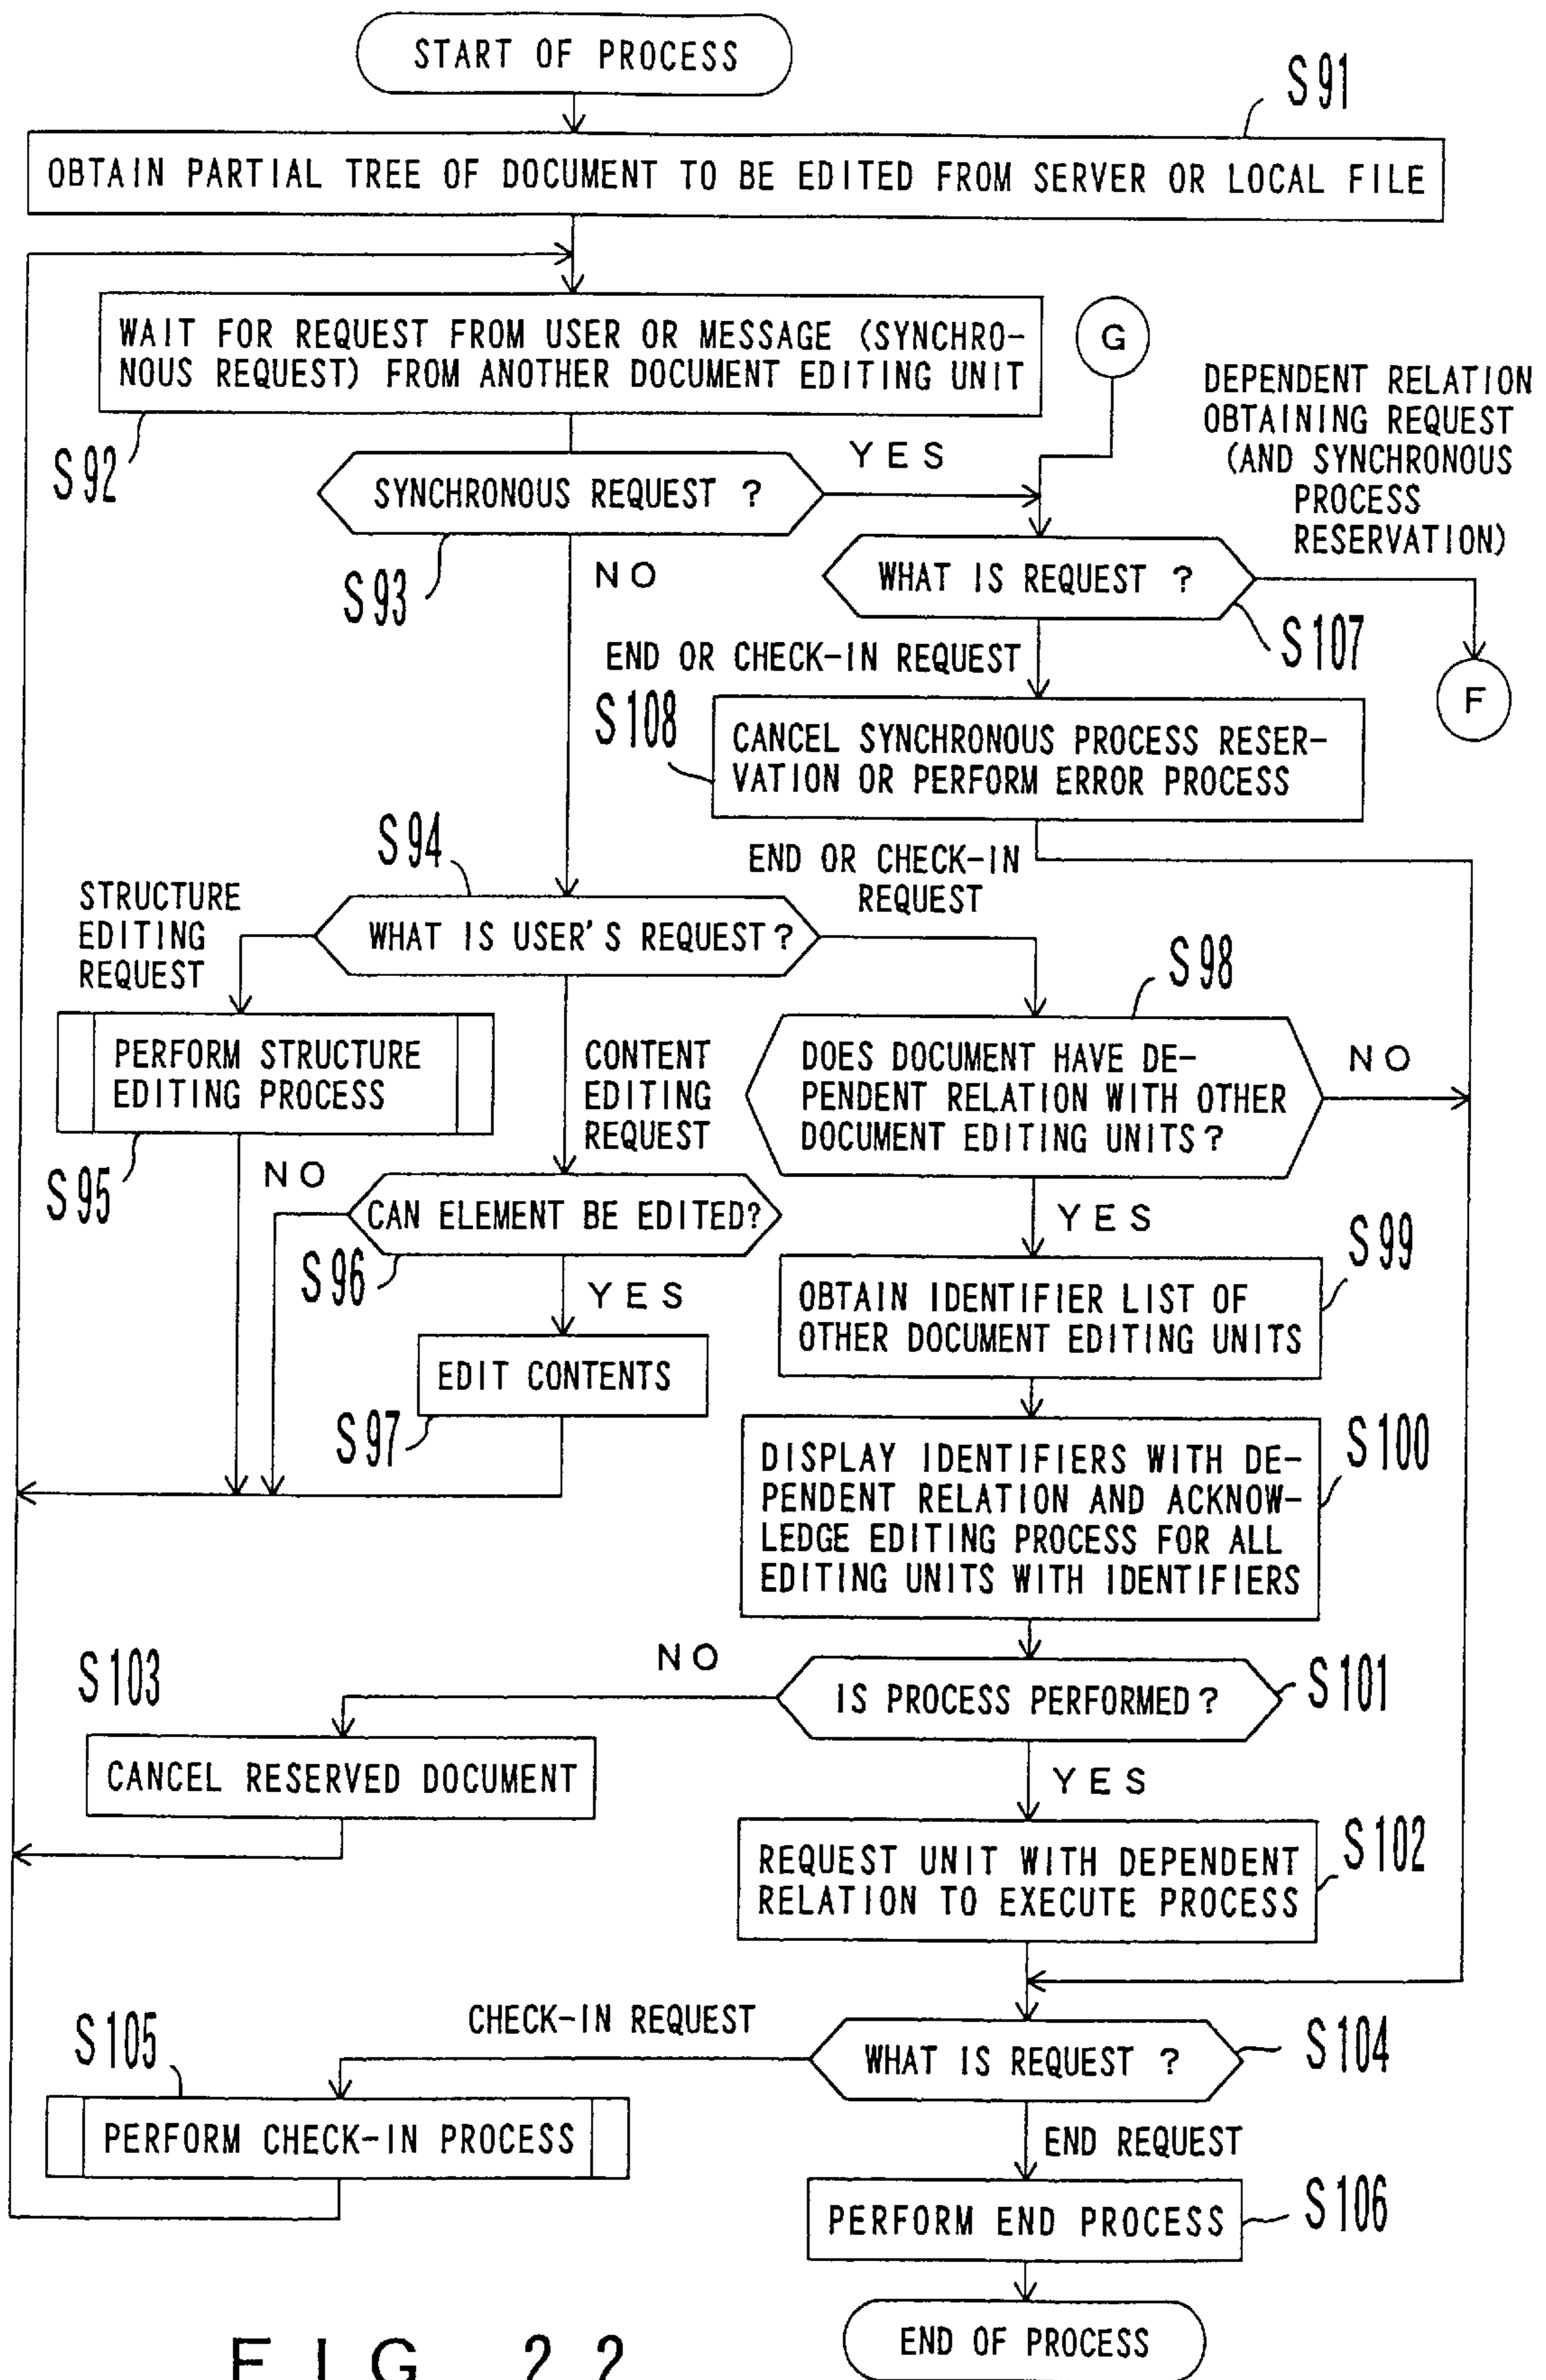 START OF PROCESS
S91
OBTAIN PARTIAL TREE OF DOCUMENT TO BE EDITED FROM SERVER OR LOCAL FILE
WAIT FOR REQUEST FROM USER OR MESSAGE (SYNCHRO-
NOUS REQUEST) FROM ANOTHER DOCUMENT EDITING UNIT
S92
G
DEPENDENT RELATION
OBTAINING REQUEST
(AND SYNCHRONOUS
PROCESS
RESERVATION)
SYNCHRONOUS REQUEST ?
YES
S93
NO
WHAT IS REQUEST ?
S107
F
END OR CHECK-IN REQUEST
S108
CANCEL SYNCHRONOUS PROCESS RESER-
VATION OR PERFORM ERROR PROCESS
S94
END OR CHECK-IN
REQUEST
STRUCTURE
EDITING
REQUEST
WHAT IS USER'S REQUEST ?
S98
PERFORM STRUCTURE
EDITING PROCESS
S95
CONTENT
EDITING
REQUEST
DOES DOCUMENT HAVE DE-
PENDENT RELATION WITH OTHER
DOCUMENT EDITING UNITS ?
NO
NO
CAN ELEMENT BE EDITED?
S96
YES
YES
S99
OBTAIN IDENTIFIER LIST OF
OTHER DOCUMENT EDITING UNITS
EDIT CONTENTS
S97
S100
DISPLAY IDENTIFIERS WITH DE-
PENDENT RELATION AND ACKNOW-
LEDGE EDITING PROCESS FOR ALL
EDITING UNITS WITH IDENTIFIERS
S103
NO
IS PROCESS PERFORMED ?
S101
CANCEL RESERVED DOCUMENT
YES
S102
REQUEST UNIT WITH DEPENDENT
RELATION TO EXECUTE PROCESS
CHECK-IN REQUEST
S105
WHAT IS REQUEST ?
S104
PERFORM CHECK-IN PROCESS
END REQUEST
PERFORM END PROCESS
S106
END OF PROCESS
FIG. 22